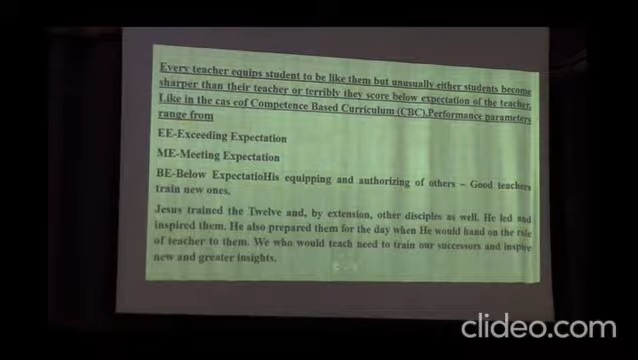 Every teacher equips student to be like them but unusually either students become
sharper than their teacher or terribly they score below expectation of the teacher.
Like in the cas eof Competence Based Curriculum (CBC).Performance parameters
range from
EE-Exceeding Expectation
ME-Meeting Expectation
BE-Below ExpectatioHis equipping and authorizing of others – Good teachers
train new ones.
Jesus trained the Twelve and, by extension, other disciples as well. He led and
inspired them. He also prepared them for the day when He would hand on the role
of teacher to them. We who would teach need to train our successors and inspire
new and greater insights.
clideo.com